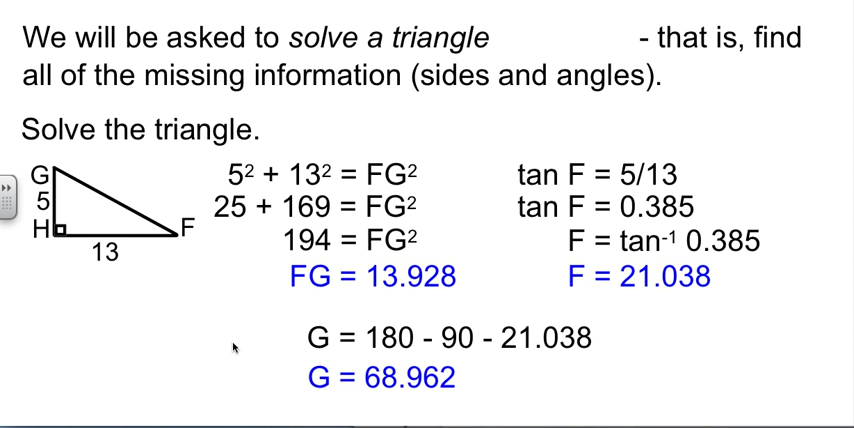 We will be asked to solve a triangle - that is, find
all of the missing information (sides and angles).
Solve the triangle.
G
5
H
F
13
5² + 13² = FG²
25 + 169 = FG²
194 = FG²
FG = 13.928
tan F = 5/13
tan F = 0.385
F = tan⁻¹ 0.385
F = 21.038
G = 180 - 90 - 21.038
G = 68.962